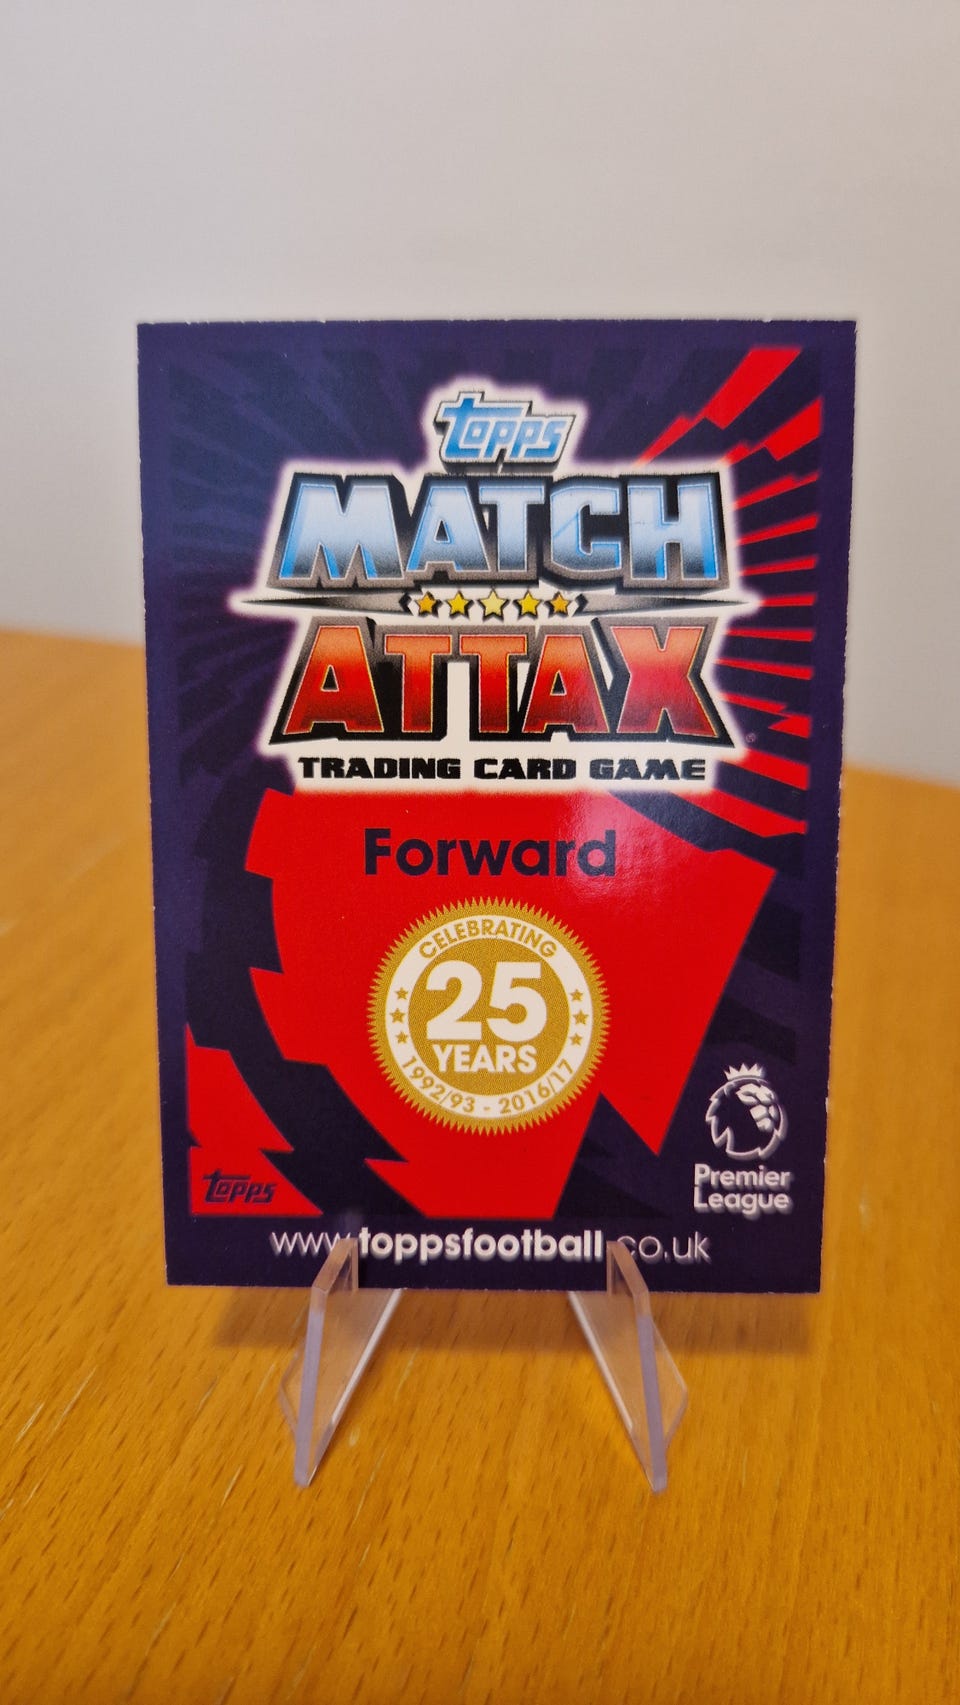 topps
MATCH
ATTAX
TRADING CARD GAME
Forward
CELEBRATING
25
YEARS
1992/93 - 2016/17
Premier
League
topps
www.toppsfootball.co.uk